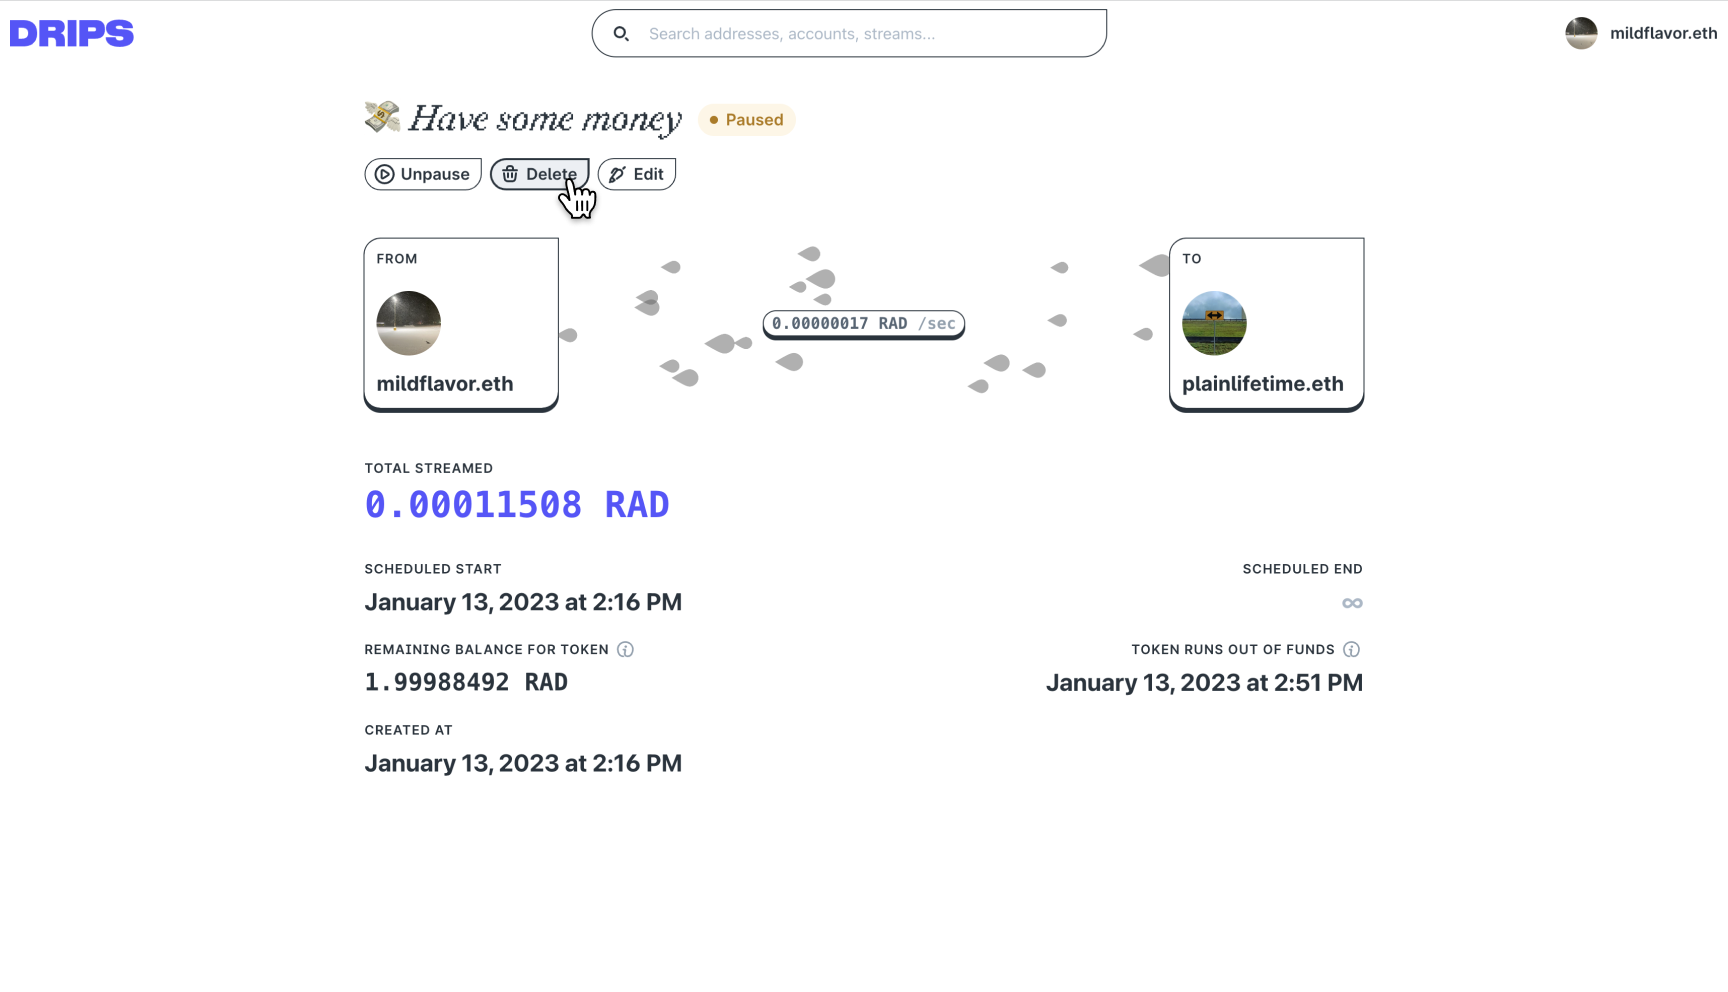 DRIPS
Search addresses, accounts, streams...
mildflavor.eth
Have some money
Paused
Unpause
Delete
Edit
FROM
mildflavor.eth
0.00000017 RAD /sec
TO
plainlifetime.eth
TOTAL STREAMED
0.00011508 RAD
SCHEDULED START
January 13, 2023 at 2:16 PM
SCHEDULED END
∞
REMAINING BALANCE FOR TOKEN
1.99988492 RAD
TOKEN RUNS OUT OF FUNDS
January 13, 2023 at 2:51 PM
CREATED AT
January 13, 2023 at 2:16 PM